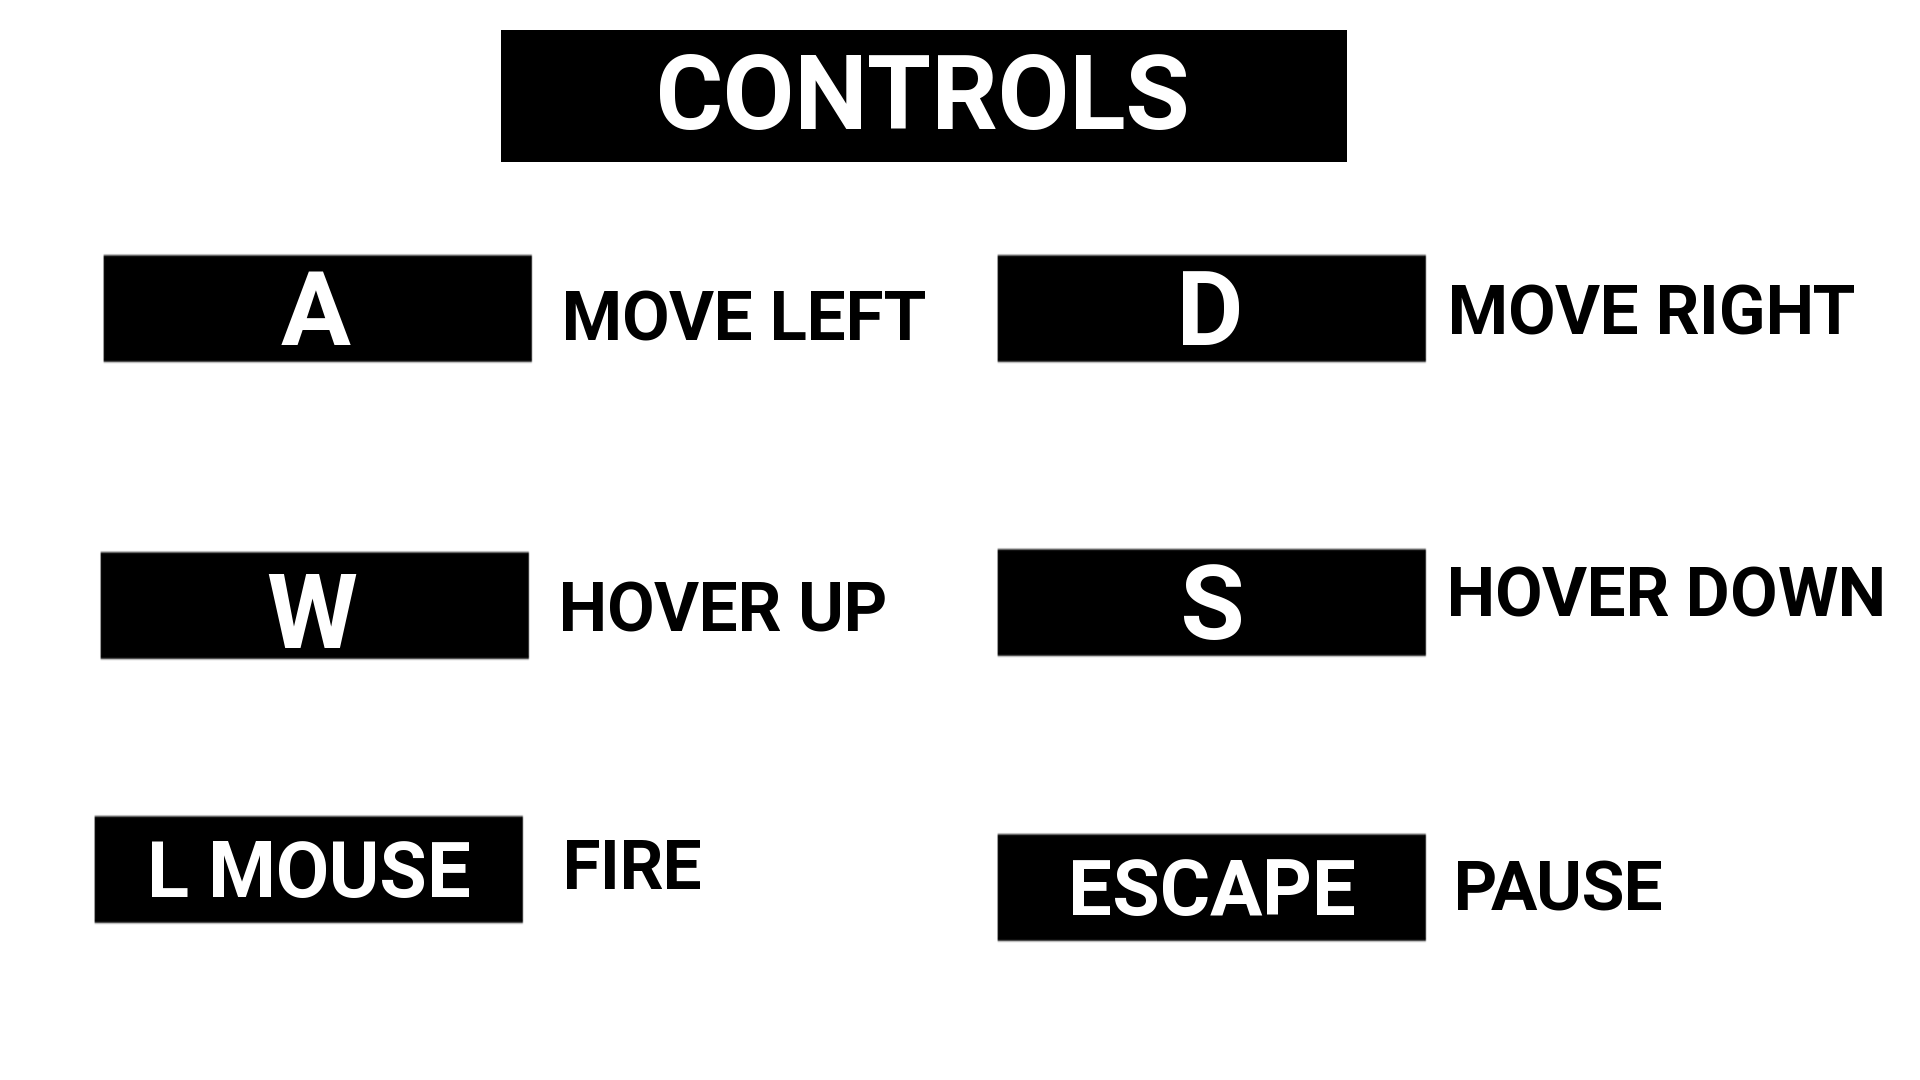 CONTROLS
A MOVE LEFT
D MOVE RIGHT
W HOVER UP
S HOVER DOWN
L MOUSE FIRE
ESCAPE PAUSE